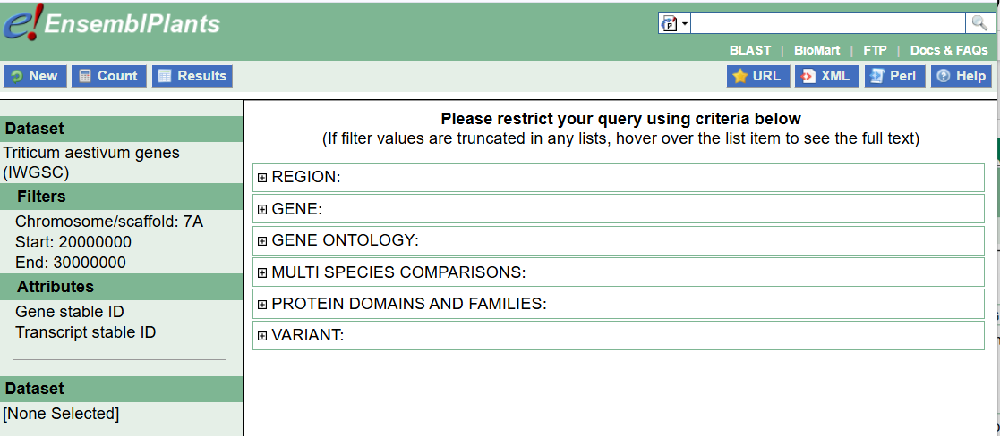 e! EnsemblPlants
BLAST | BioMart | FTP | Docs & FAQs
New Count Results URL XML Perl Help
Dataset
Triticum aestivum genes
(IWGSC)
Filters
Chromosome/scaffold: 7A
Start: 20000000
End: 30000000
Attributes
Gene stable ID
Transcript stable ID
Dataset
[None Selected]
Please restrict your query using criteria below
(If filter values are truncated in any lists, hover over the list item to see the full text)
REGION:
GENE:
GENE ONTOLOGY:
MULTI SPECIES COMPARISONS:
PROTEIN DOMAINS AND FAMILIES:
VARIANT: